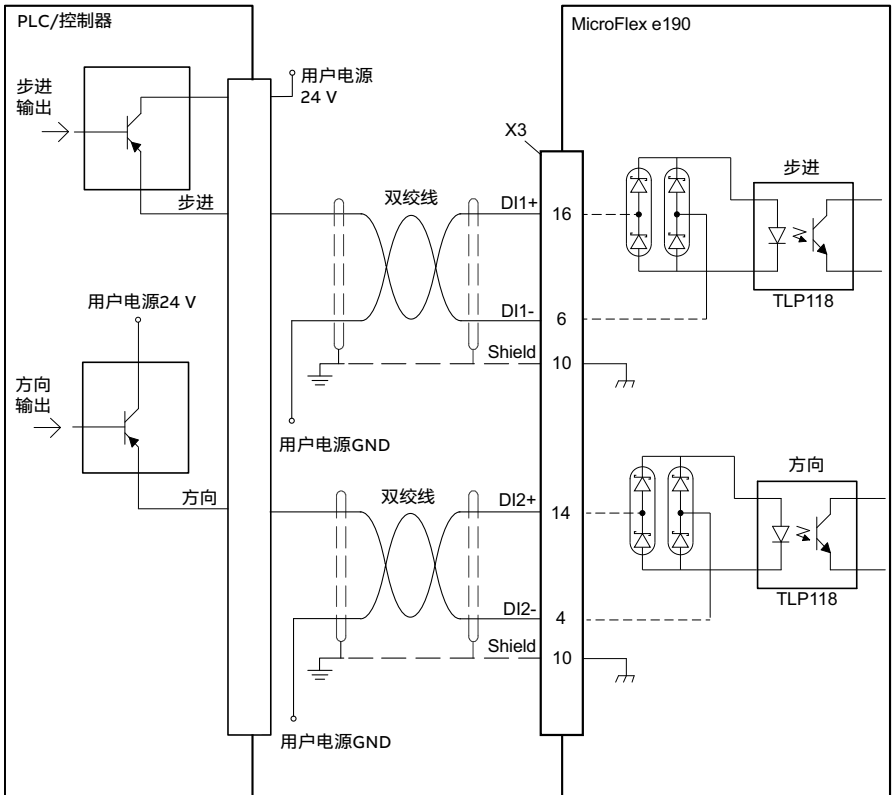 PLC/控制器
MicroFlex e190
步进
输出
用户电源
24 V
步进
双绞线
X3
DI1+
16
步进
TLP118
DI1-
6
Shield
10
用户电源GND
用户电源24 V
方向
输出
方向
双绞线
DI2+
14
方向
TLP118
DI2-
4
Shield
10
用户电源GND